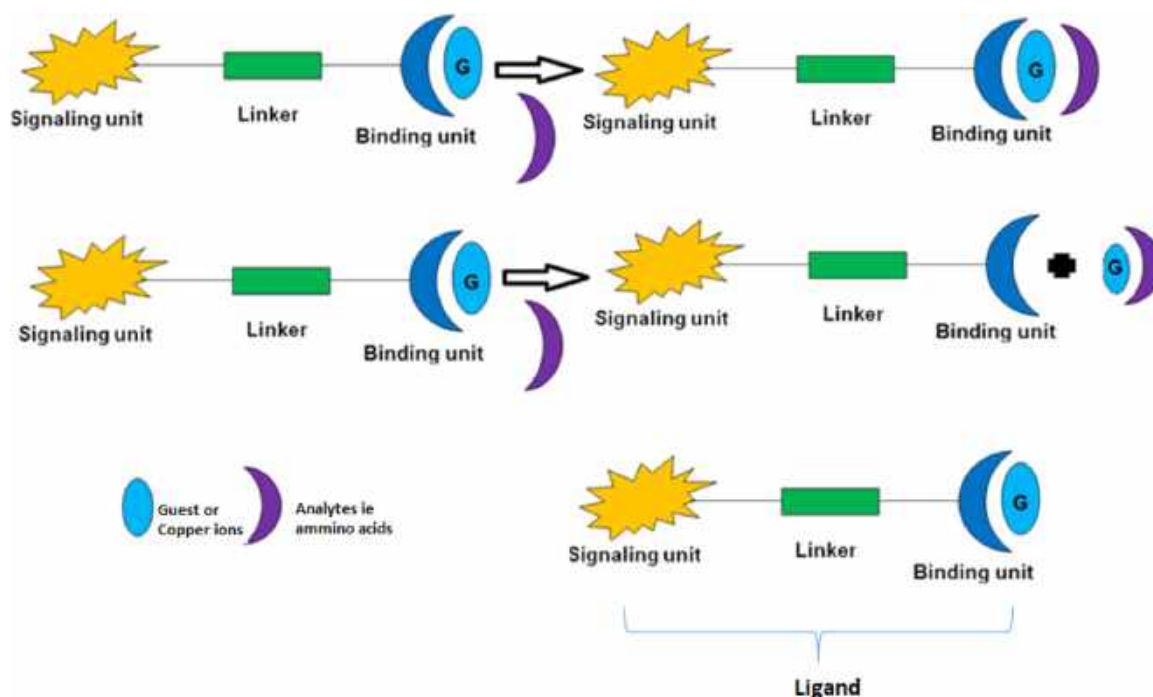 G
G
Signaling unit
Linker
Binding unit
Signaling unit
Linker
Binding unit
G
G
Signaling unit
Linker
Binding unit
Signaling unit
Linker
Binding unit
G
Guest or
Copper ions
Analytes ie
ammino acids
Signaling unit
Linker
Binding unit
Ligand